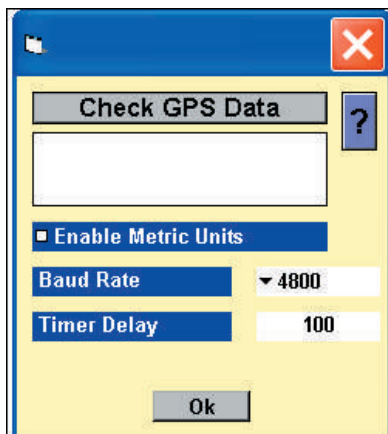 Check GPS Data
?
Enable Metric Units
Baud Rate
4800
Timer Delay
100
Ok